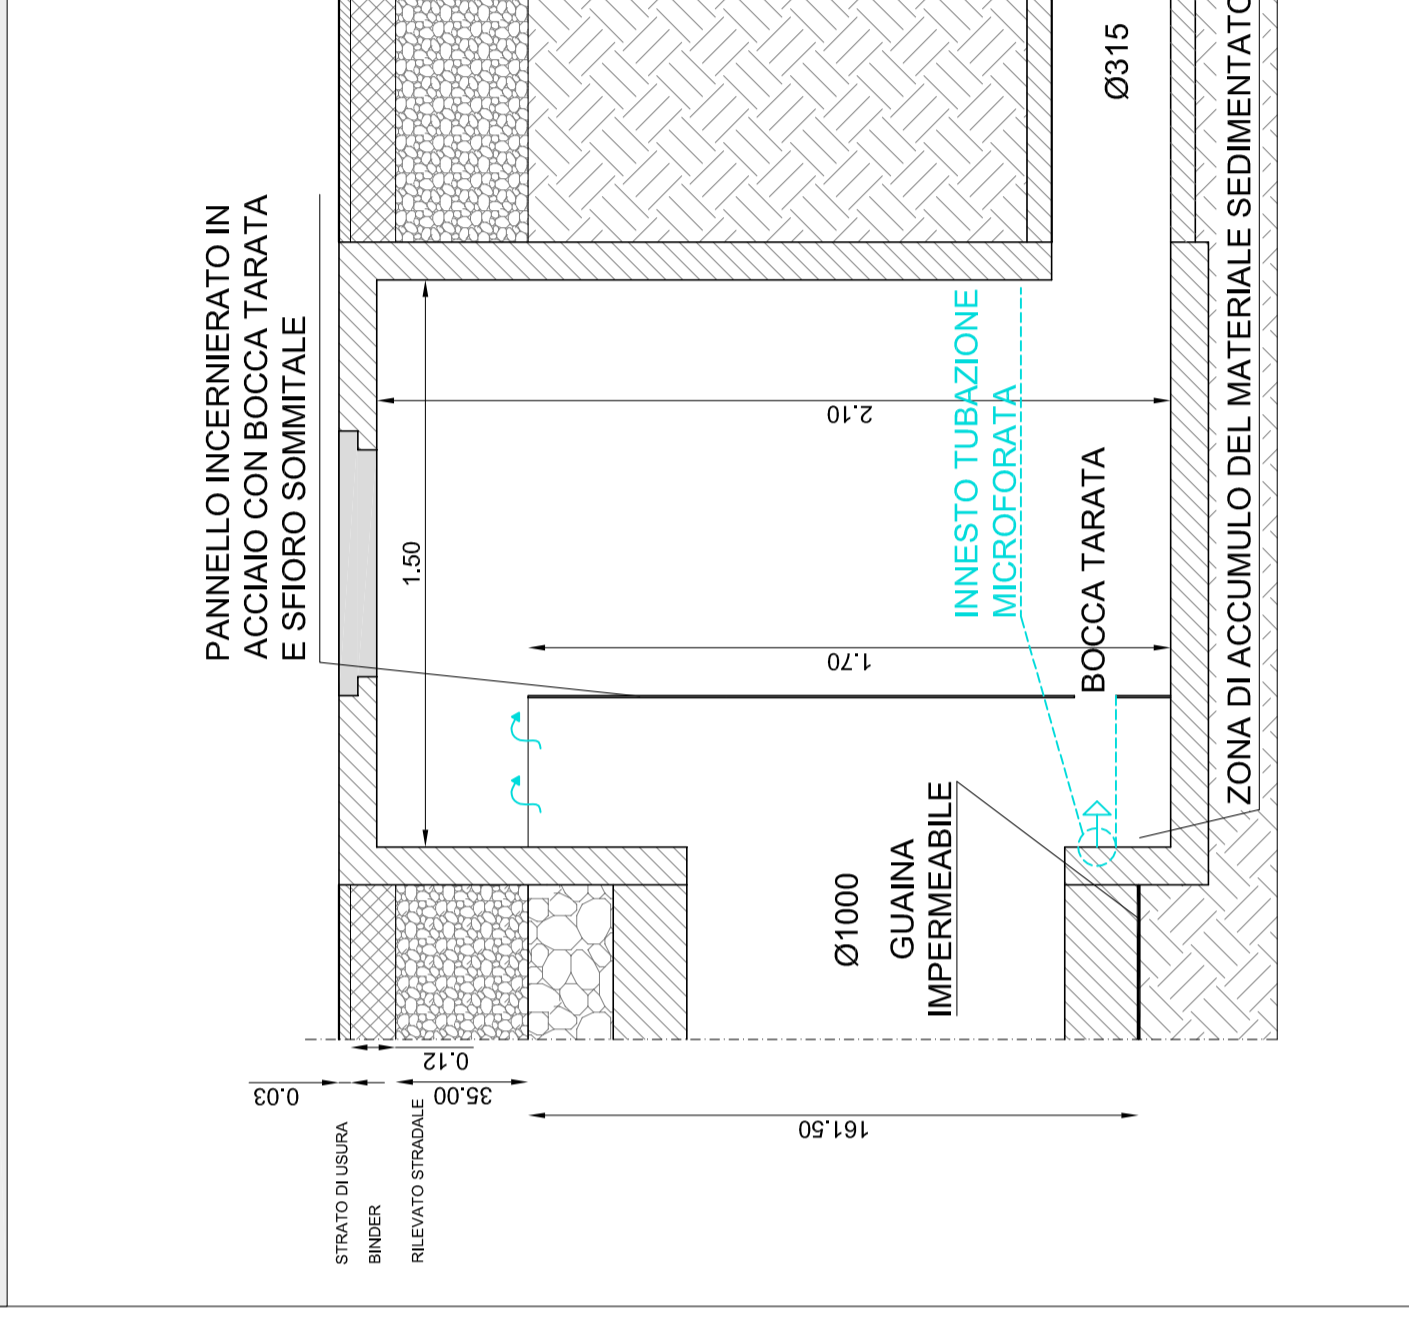 PANNELLO INCERNIERATO IN
ACCIAIO CON BOCCA TARATA
E SFIORO SOMMITALE
1.50
2.10
1.70
INNESTO TUBAZIONE
MICROFORATA
BOCCA TARATA
Ø315
ZONA DI ACCUMULO DEL MATERIALE SEDIMENTATO
Ø1000
GUAINA
IMPERMEABILE
0.03
0.12
35.00
161.50
STRATO DI USURA
BINDER
RILEVATO STRADALE